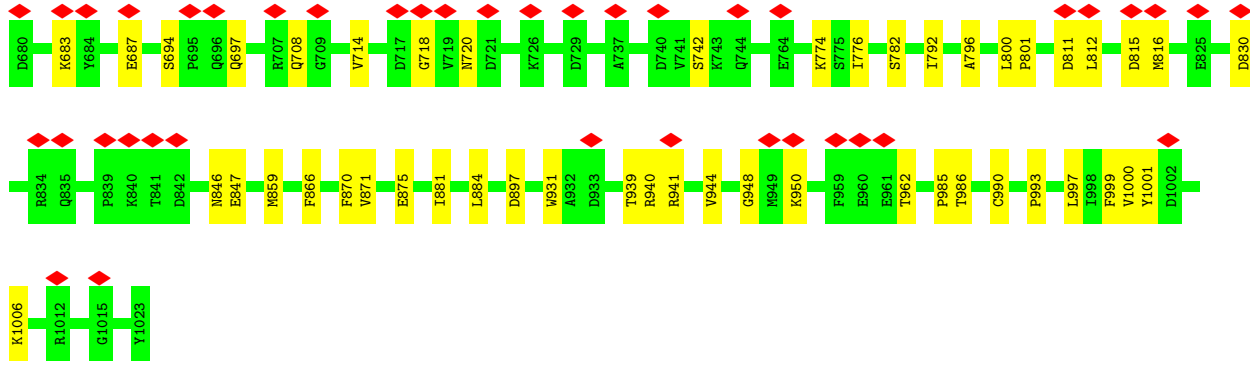 D680 K683 Y684 E687 S694 P695 Q696 Q697 R707 Q708 G709 V714 D717 G718 V719 N720 D721 K726 D729 A737 D740 V741 S742 K743 Q744 E764 K774 S775 I776 S782 I792 A796 L800 P801 D811 L812 D815 M816 E825 D830
R834 Q835 P839 K840 T841 D842 N846 E847 M859 F866 F870 V871 E875 I881 L884 D897 W931 A932 D933 T939 R940 R941 V944 G948 M949 K950 F959 E960 E961 T962 P985 T986 C990 P993 L997 I998 F999 V1000 Y1001 D1002
K1006 R1012 G1015 Y1023